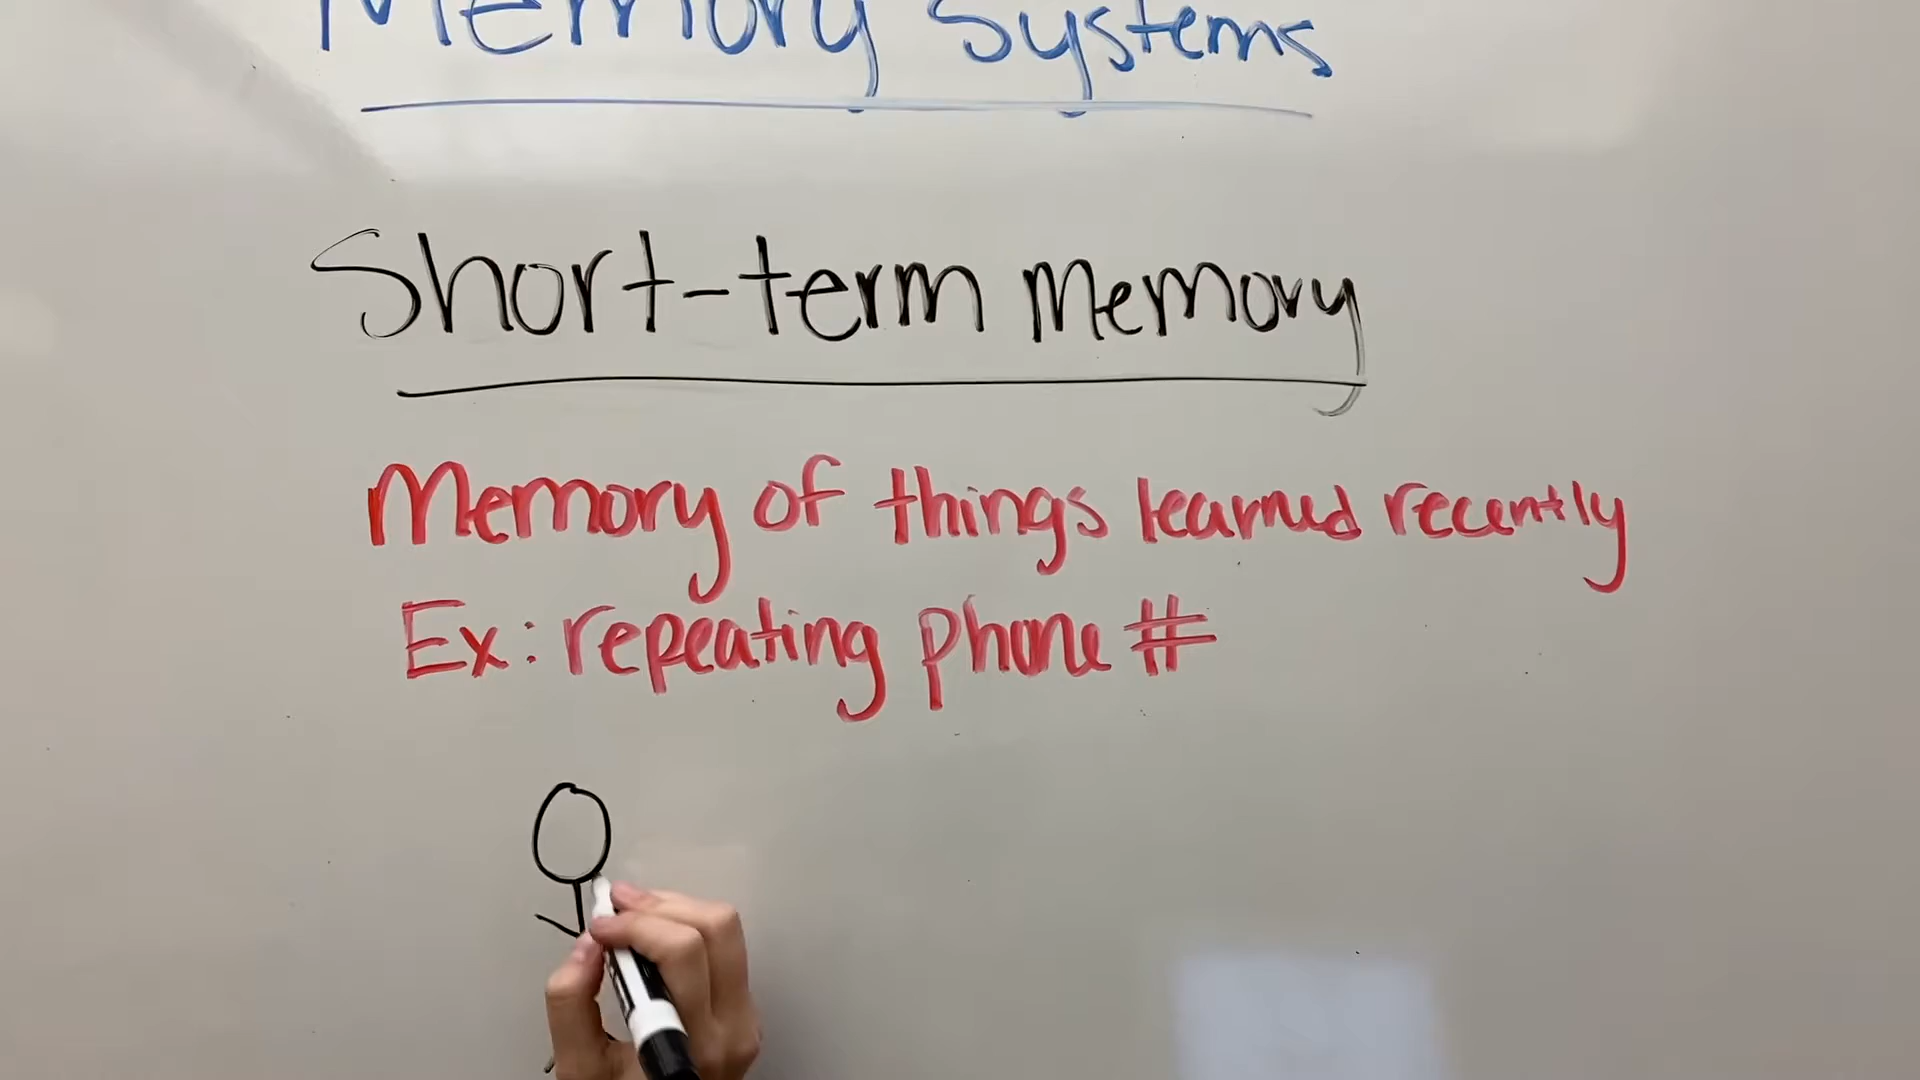 Memory Systems
Short-term Memory
Memory of things learned recently
Ex: repeating phone #